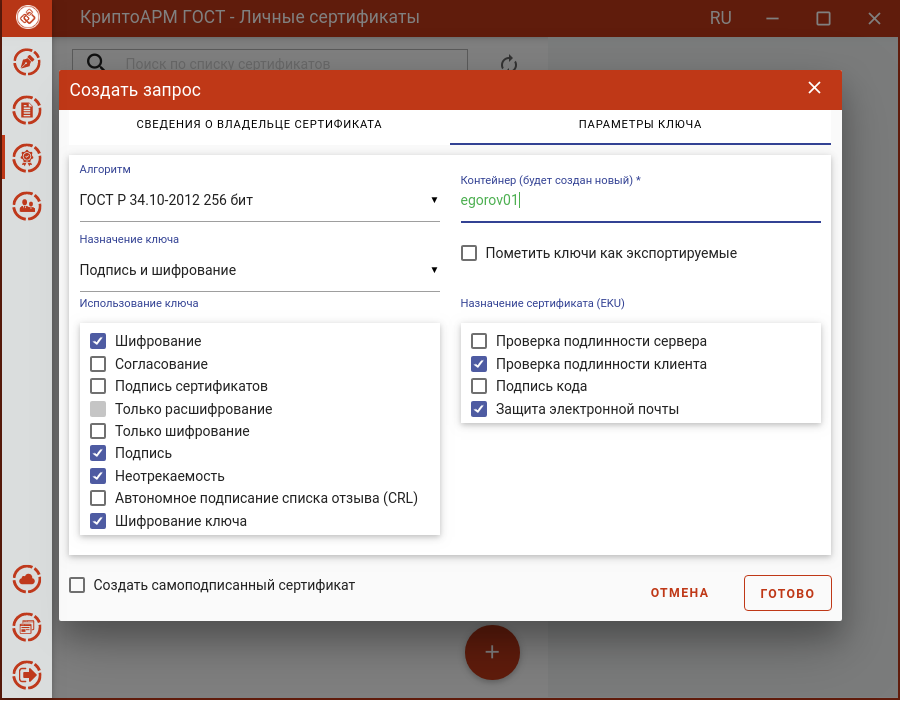 КриптоАРМ ГОСТ - Личные сертификаты
RU
Поиск по списку сертификатов
Создать запрос
СВЕДЕНИЯ О ВЛАДЕЛЬЦЕ СЕРТИФИКАТА
ПАРАМЕТРЫ КЛЮЧА
Алгоритм
ГОСТ Р 34.10-2012 256 бит
Назначение ключа
Подпись и шифрование
Использование ключа
Шифрование
Согласование
Подпись сертификатов
Только расшифрование
Только шифрование
Подпись
Неотрекаемость
Автономное подписание списка отзыва (CRL)
Шифрование ключа
Контейнер (будет создан новый) *
egorov01
Пометить ключи как экспортируемые
Назначение сертификата (EKU)
Проверка подлинности сервера
Проверка подлинности клиента
Подпись кода
Защита электронной почты
Создать самоподписанный сертификат
ОТМЕНА
ГОТОВО